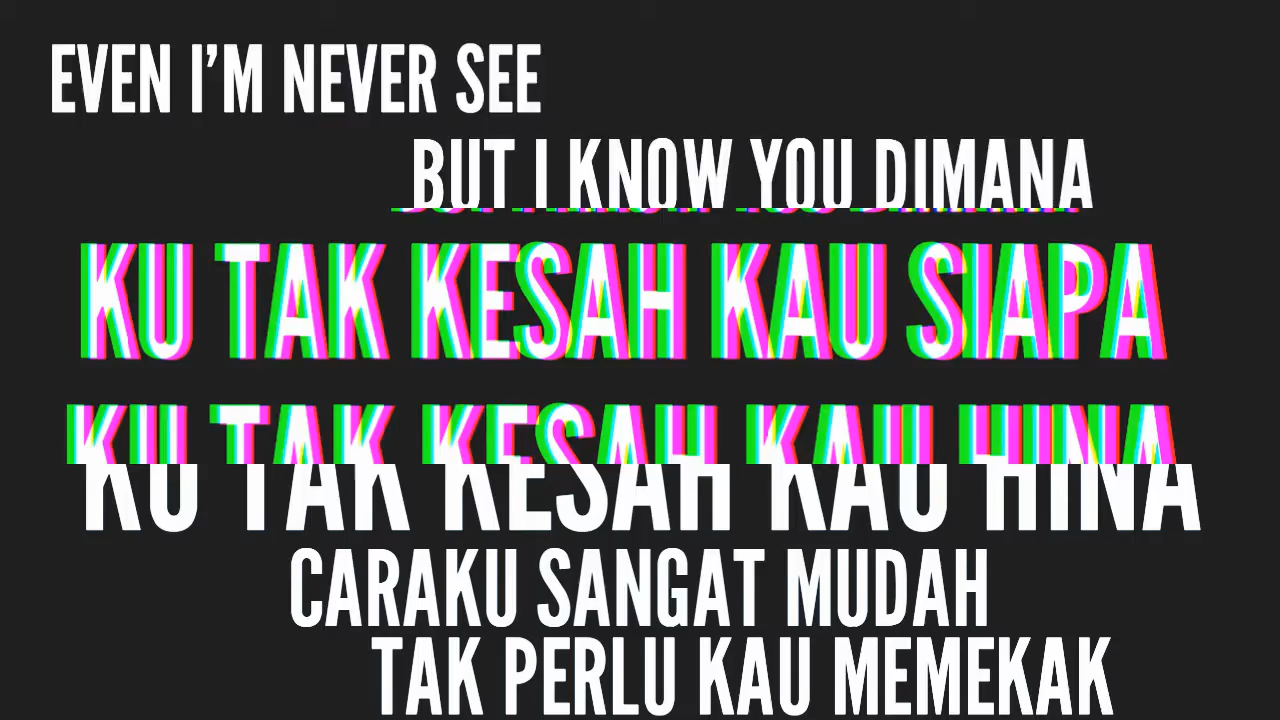 EVEN I'M NEVER SEE
BUT I KNOW YOU DIMANA
KU TAK KESAH KAU SIAPA
KU TAK KESAH KAU HINA
CARAKU SANGAT MUDAH
TAK PERLU KAU MEMEKAK